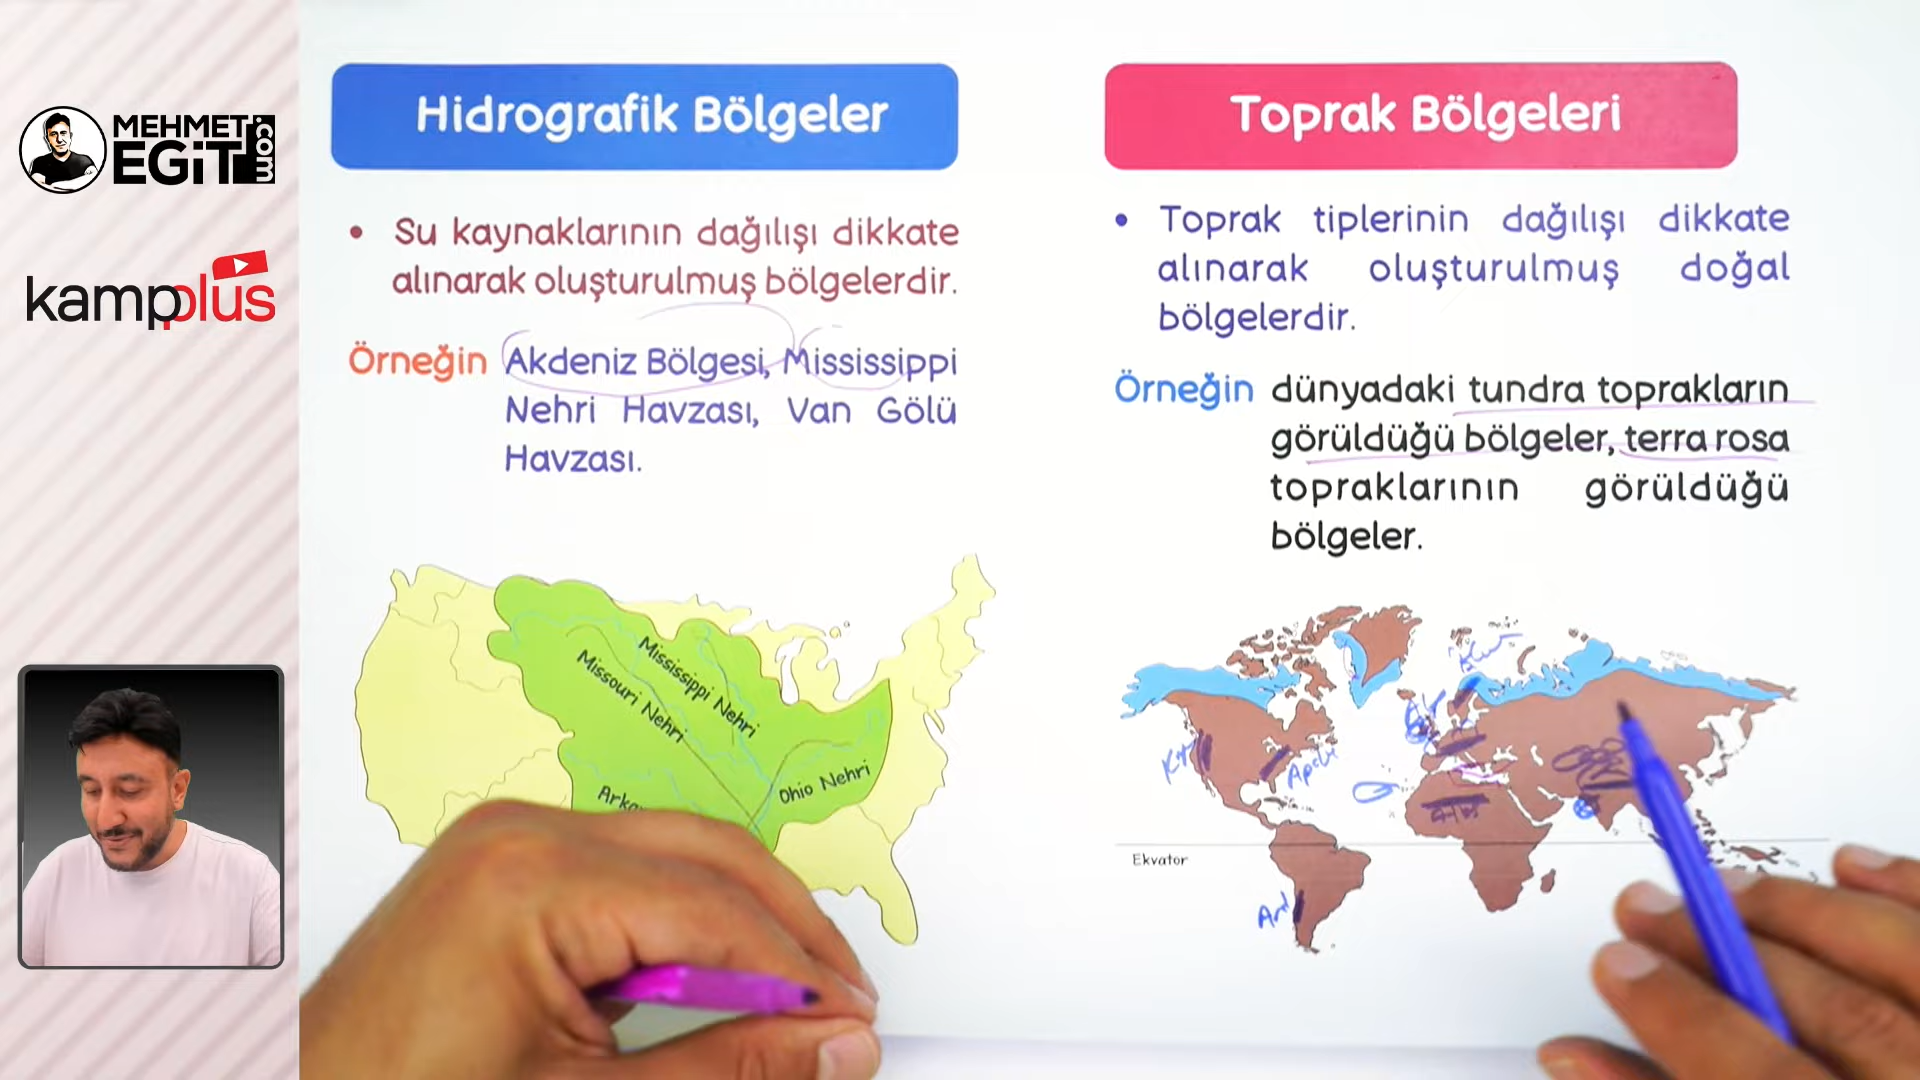 MEHMET
EGİT.com
kampplus
Hidrografik Bölgeler
• Su kaynaklarının dağılışı dikkate
alınarak oluşturulmuş bölgelerdir.
Örneğin Akdeniz Bölgesi, Mississippi
Nehri Havzası, Van Gölü
Havzası.
Mississippi Nehri
Missouri Nehri
Ohio Nehri
Arka
Toprak Bölgeleri
• Toprak tiplerinin dağılışı dikkate
alınarak oluşturulmuş doğal
bölgelerdir.
Örneğin dünyadaki tundra toprakların
görüldüğü bölgeler, terra rosa
topraklarının görüldüğü
bölgeler.
Ekvator